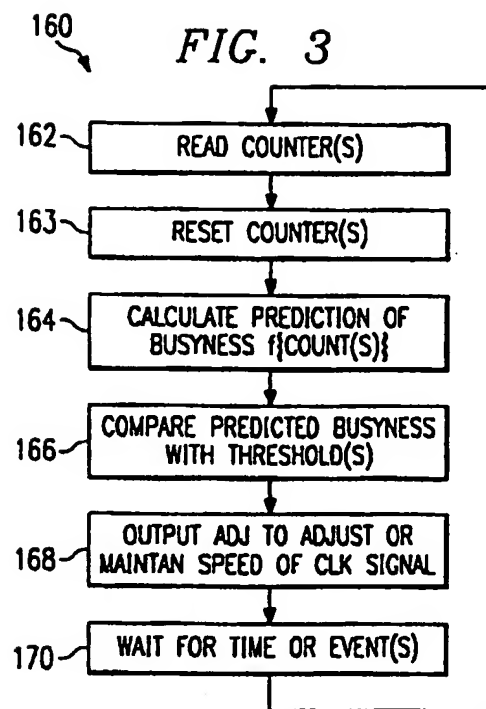 160
FIG. 3
162
READ COUNTER(S)
163
RESET COUNTER(S)
164
CALCULATE PREDICTION OF
BUSYNESS f{COUNT(S){
166
COMPARE PREDICTED BUSYNESS
WITH THRESHOLD(S)
168
OUTPUT ADJ TO ADJUST OR
MAINTAN SPEED OF CLK SIGNAL
170
WAIT FOR TIME OR EVENT(S)